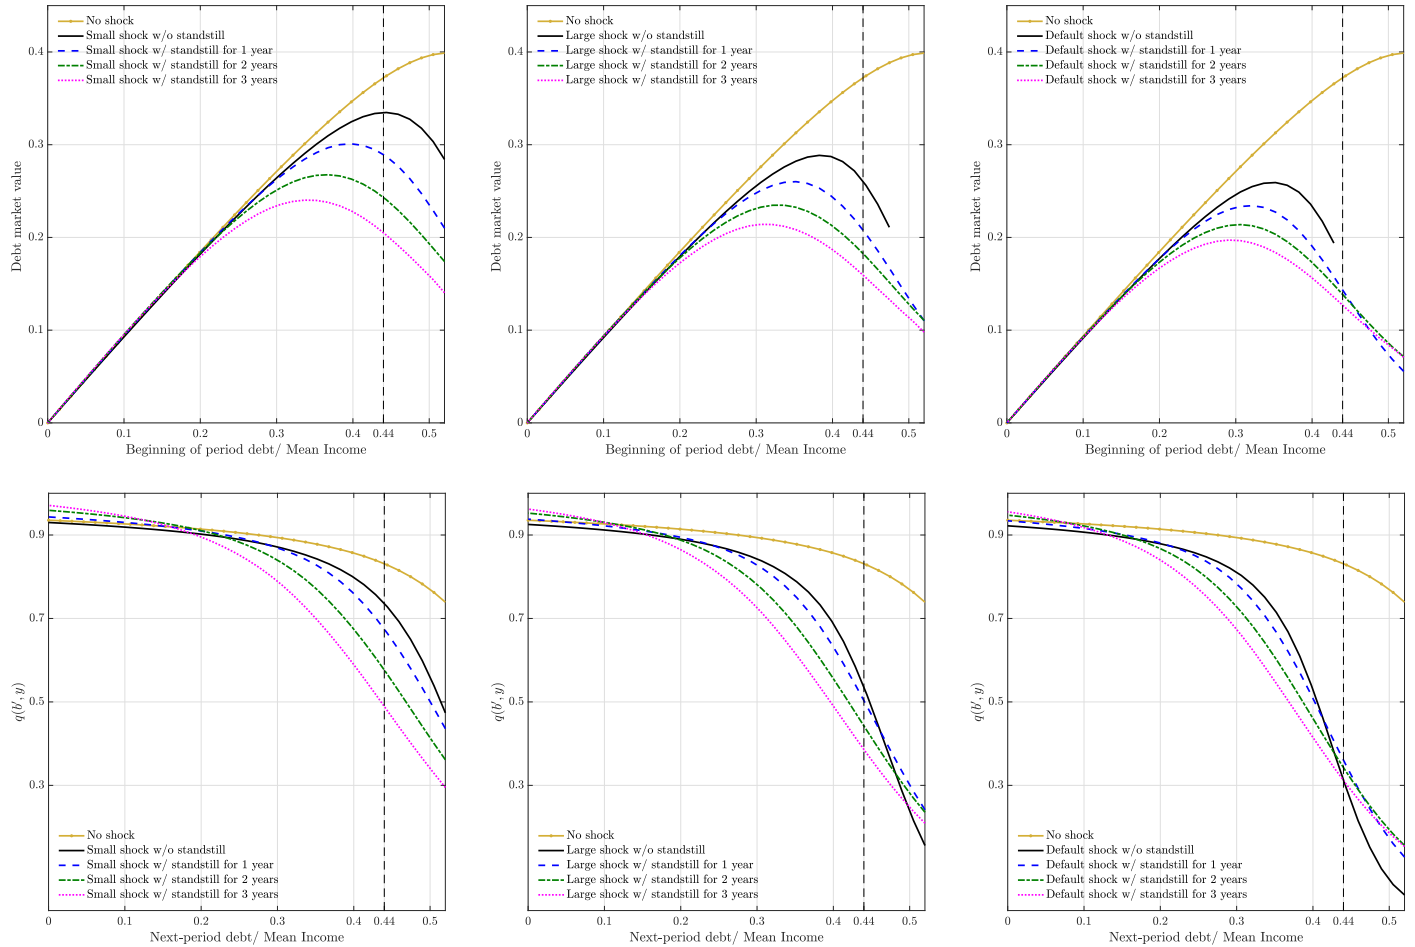 No shock
Small shock w/o standstill
Small shock w/ standstill for 1 year
Small shock w/ standstill for 2 years
Small shock w/ standstill for 3 years
0.4
0.3
0.2
0.1
0
Debt market value
0 0.1 0.2 0.3 0.4 0.44 0.5
Beginning of period debt/ Mean Income
No shock
Large shock w/o standstill
Large shock w/ standstill for 1 year
Large shock w/ standstill for 2 years
Large shock w/ standstill for 3 years
0.4
0.3
0.2
0.1
0
Debt market value
0 0.1 0.2 0.3 0.4 0.44 0.5
Beginning of period debt/ Mean Income
No shock
Default shock w/o standstill
Default shock w/ standstill for 1 year
Default shock w/ standstill for 2 years
Default shock w/ standstill for 3 years
0.4
0.3
0.2
0.1
0
Debt market value
0 0.1 0.2 0.3 0.4 0.44 0.5
Beginning of period debt/ Mean Income
0.9
0.7
0.5
0.3
q(b′, y)
No shock
Small shock w/o standstill
Small shock w/ standstill for 1 year
Small shock w/ standstill for 2 years
Small shock w/ standstill for 3 years
0 0.1 0.2 0.3 0.4 0.44 0.5
Next-period debt/ Mean Income
0.9
0.7
0.5
0.3
q(b′, y)
No shock
Large shock w/o standstill
Large shock w/ standstill for 1 year
Large shock w/ standstill for 2 years
Large shock w/ standstill for 3 years
0 0.1 0.2 0.3 0.4 0.44 0.5
Next-period debt/ Mean Income
0.9
0.7
0.5
0.3
q(b′, y)
No shock
Default shock w/o standstill
Default shock w/ standstill for 1 year
Default shock w/ standstill for 2 years
Default shock w/ standstill for 3 years
0 0.1 0.2 0.3 0.4 0.44 0.5
Next-period debt/ Mean Income